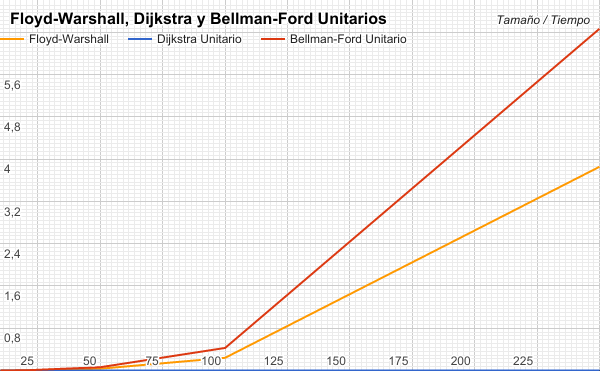 Floyd-Warshall, Dijkstra y Bellman-Ford Unitarios
Tamaño / Tiempo
Floyd-Warshall Dijkstra Unitario Bellman-Ford Unitario
5,6
4,8
4
3,2
2,4
1,6
0,8
25 50 75 100 125 150 175 200 225